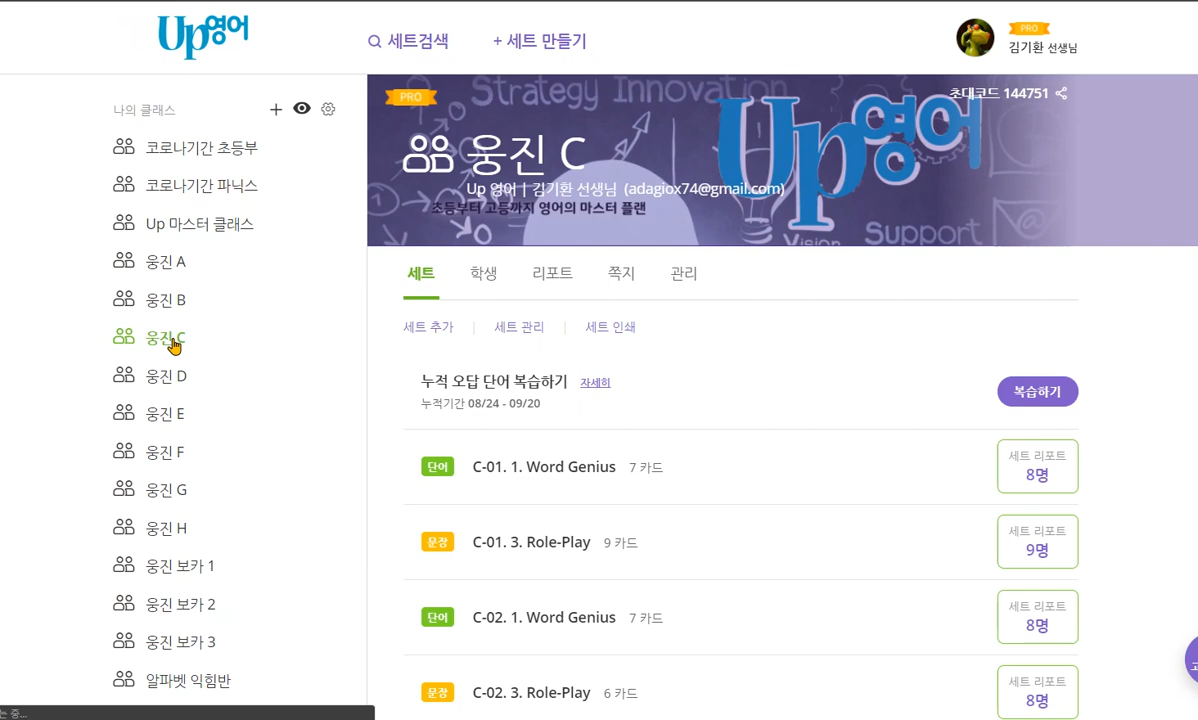 Up영어
세트검색
+ 세트 만들기
PRO
김기환 선생님
나의 클래스
코로나기간 초등부
코로나기간 파닉스
Up 마스터 클래스
웅진 A
웅진 B
웅진 C
웅진 D
웅진 E
웅진 F
웅진 G
웅진 H
웅진 보카 1
웅진 보카 2
웅진 보카 3
알파벳 익힘반
는 중...
PRO
Strategy Innovation
초대코드 144751
웅진 C
Up영어
Up 영어 | 김기환 선생님 (adagiox74@gmail.com)
초등부터 고등까지 영어의 마스터 플랜
Vision
Support
세트
학생
리포트
쪽지
관리
세트 추가
세트 관리
세트 인쇄
누적 오답 단어 복습하기 자세히
누적기간 08/24 - 09/20
복습하기
단어 C-01. 1. Word Genius 7 카드
세트 리포트
8명
문장 C-01. 3. Role-Play 9 카드
세트 리포트
9명
단어 C-02. 1. Word Genius 7 카드
세트 리포트
8명
문장 C-02. 3. Role-Play 6 카드
세트 리포트
8명